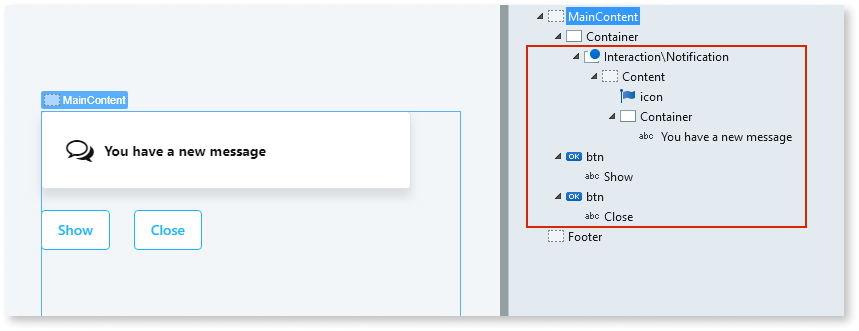 MainContent
You have a new message
Show
Close
MainContent
Container
Interaction\Notification
Content
icon
Container
abc You have a new message
OK btn
abc Show
OK btn
abc Close
Footer